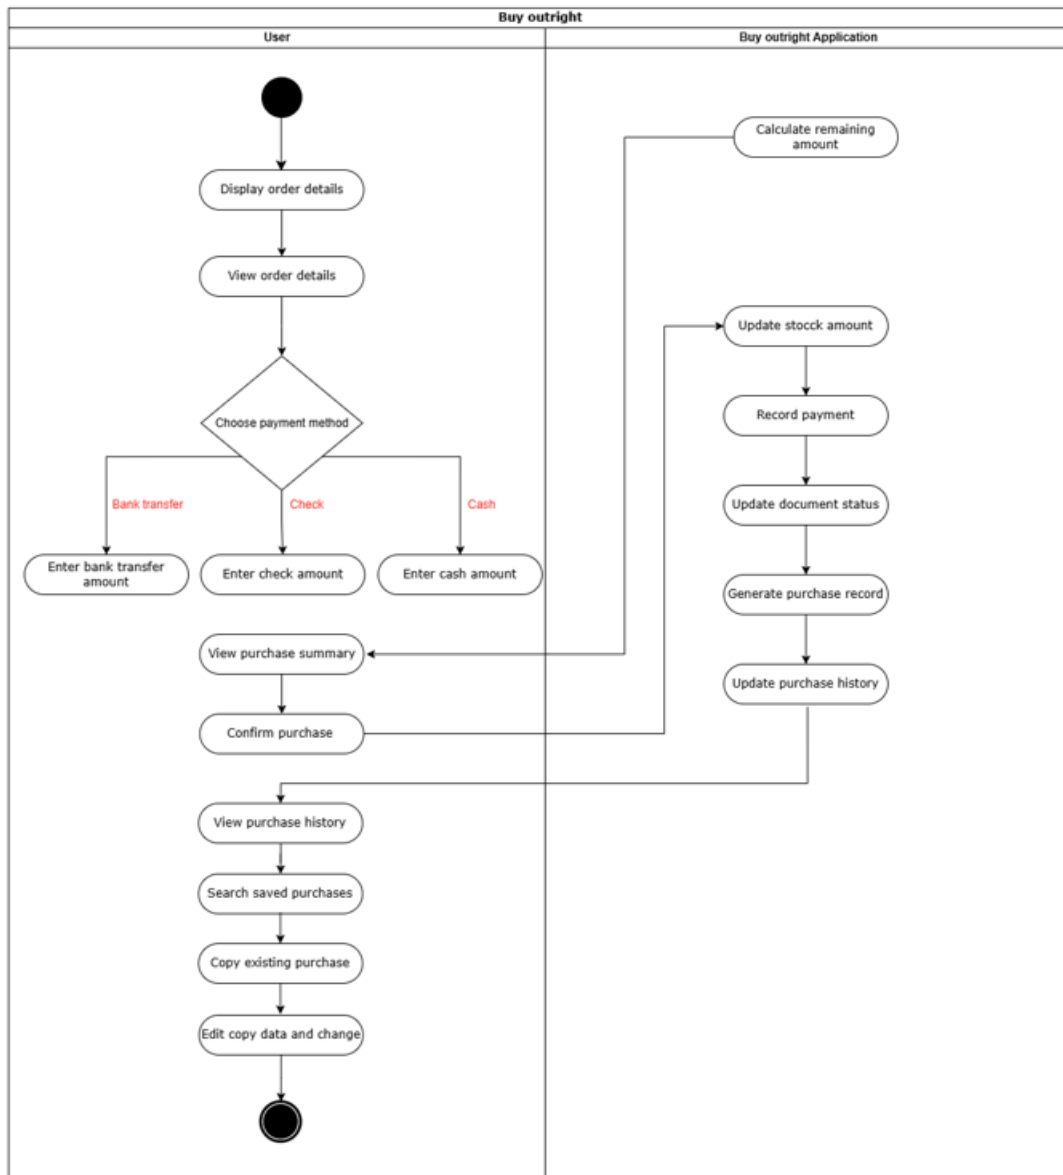 Buy outright
User
Buy outright Application
Calculate remaining
amount
Display order details
View order details
Update stocck amount
Choose payment method
Record payment
Bank transfer
Check
Cash
Update document status
Enter bank transfer
amount
Enter check amount
Enter cash amount
Generate purchase record
View purchase summary
Update purchase history
Confirm purchase
View purchase history
Search saved purchases
Copy existing purchase
Edit copy data and change